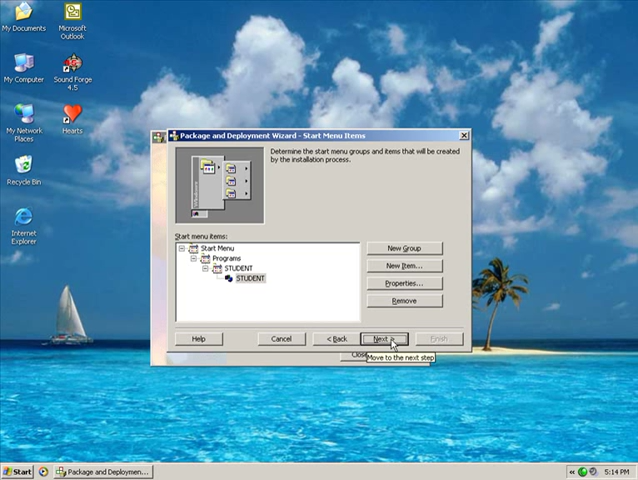 My Documents
Microsoft
Outlook
My Computer
Sound Forge
4.5
My Network
Places
Hearts
Recycle Bin
Internet
Explorer
Package and Deployment Wizard - Start Menu Items
Determine the start menu groups and items that will be created
by the installation process.
Start menu items:
Start Menu
Programs
STUDENT
STUDENT
New Group
New Item...
Properties...
Remove
Help
Cancel
< Back
Next >
Finish
Close
Move to the next step
Start
Package and Deploymen...
5:14 PM